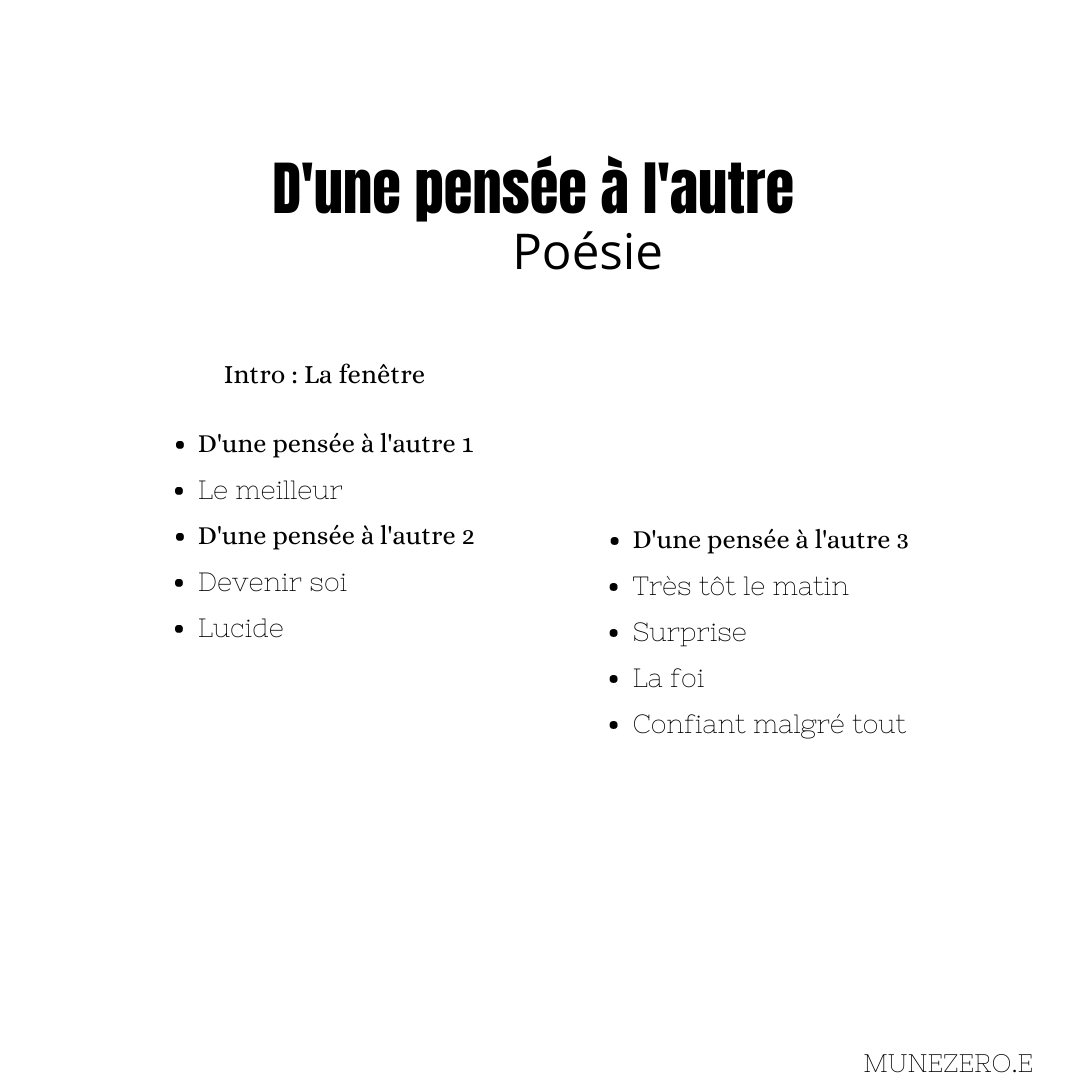 D'une pensée à l'autre
Poésie
Intro : La fenêtre
• D'une pensée à l'autre 1
• Le meilleur
• D'une pensée à l'autre 2
• Devenir soi
• Lucide
• D'une pensée à l'autre 3
• Très tôt le matin
• Surprise
• La foi
• Confiant malgré tout
MUNEZERO.E